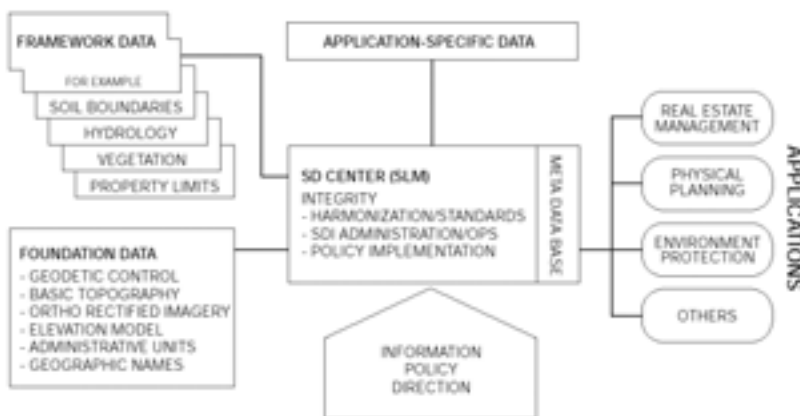 FRAMEWORK DATA
FOR EXAMPLE
SOIL BOUNDARIES
HYDROLOGY
VEGETATION
PROPERTY LIMITS
APPLICATION-SPECIFIC DATA
SD CENTER (SLM)
INTEGRITY
- HARMONIZATION/STANDARDS
- SDI ADMINISTRATION/OPS
- POLICY IMPLEMENTATION
META DATA BASE
FOUNDATION DATA
- GEODETIC CONTROL
- BASIC TOPOGRAPHY
- ORTHO RECTIFIED IMAGERY
- ELEVATION MODEL
- ADMINISTRATIVE UNITS
- GEOGRAPHIC NAMES
INFORMATION
POLICY
DIRECTION
REAL ESTATE
MANAGEMENT
PHYSICAL
PLANNING
ENVIRONMENT
PROTECTION
OTHERS
APPLICATIONS